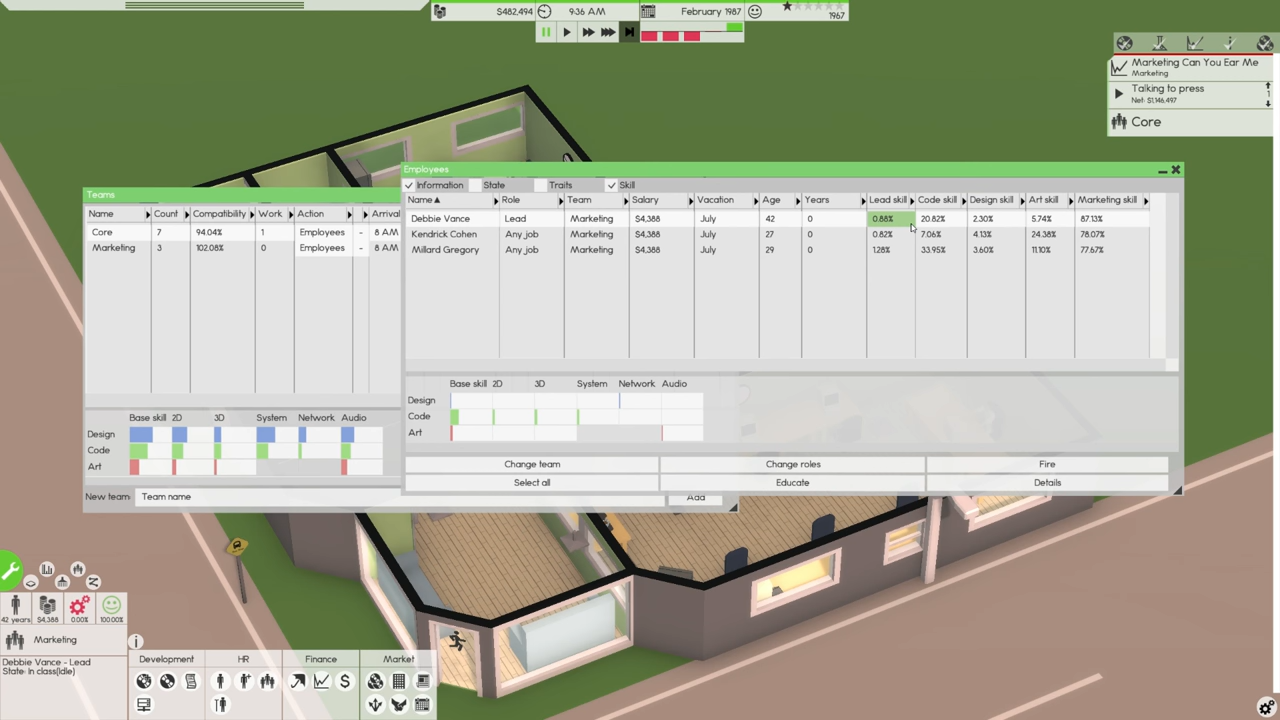 $482,494
9:36 AM
February 1987
1967
Marketing Can You Ear Me
Marketing
Talking to press
Net: $1,146,497
1
Core
Employees
Information State Traits Skill
Name Role Team Salary Vacation Age Years Lead skill Code skill Design skill Art skill Marketing skill
Debbie Vance Lead Marketing $4,388 July 42 0 0.88% 20.82% 2.30% 5.74% 87.13%
Kendrick Cohen Any job Marketing $4,388 July 27 0 0.82% 7.06% 4.13% 24.38% 78.07%
Millard Gregory Any job Marketing $4,388 July 29 0 1.28% 33.95% 3.60% 11.10% 77.67%
Base skill 2D 3D System Network Audio
Design
Code
Art
Change team Change roles Fire
Select all Educate Details
Teams
Name Count Compatibility Work Action Arrival
Core 7 94.04% 1 Employees - 8 AM
Marketing 3 102.08% 0 Employees - 8 AM
Base skill 2D 3D System Network Audio
Design
Code
Art
New team Team name Add
42 years $4,388 0.00% 100.00%
Marketing
Debbie Vance - Lead
State: In class(Idle)
Development HR Finance Market